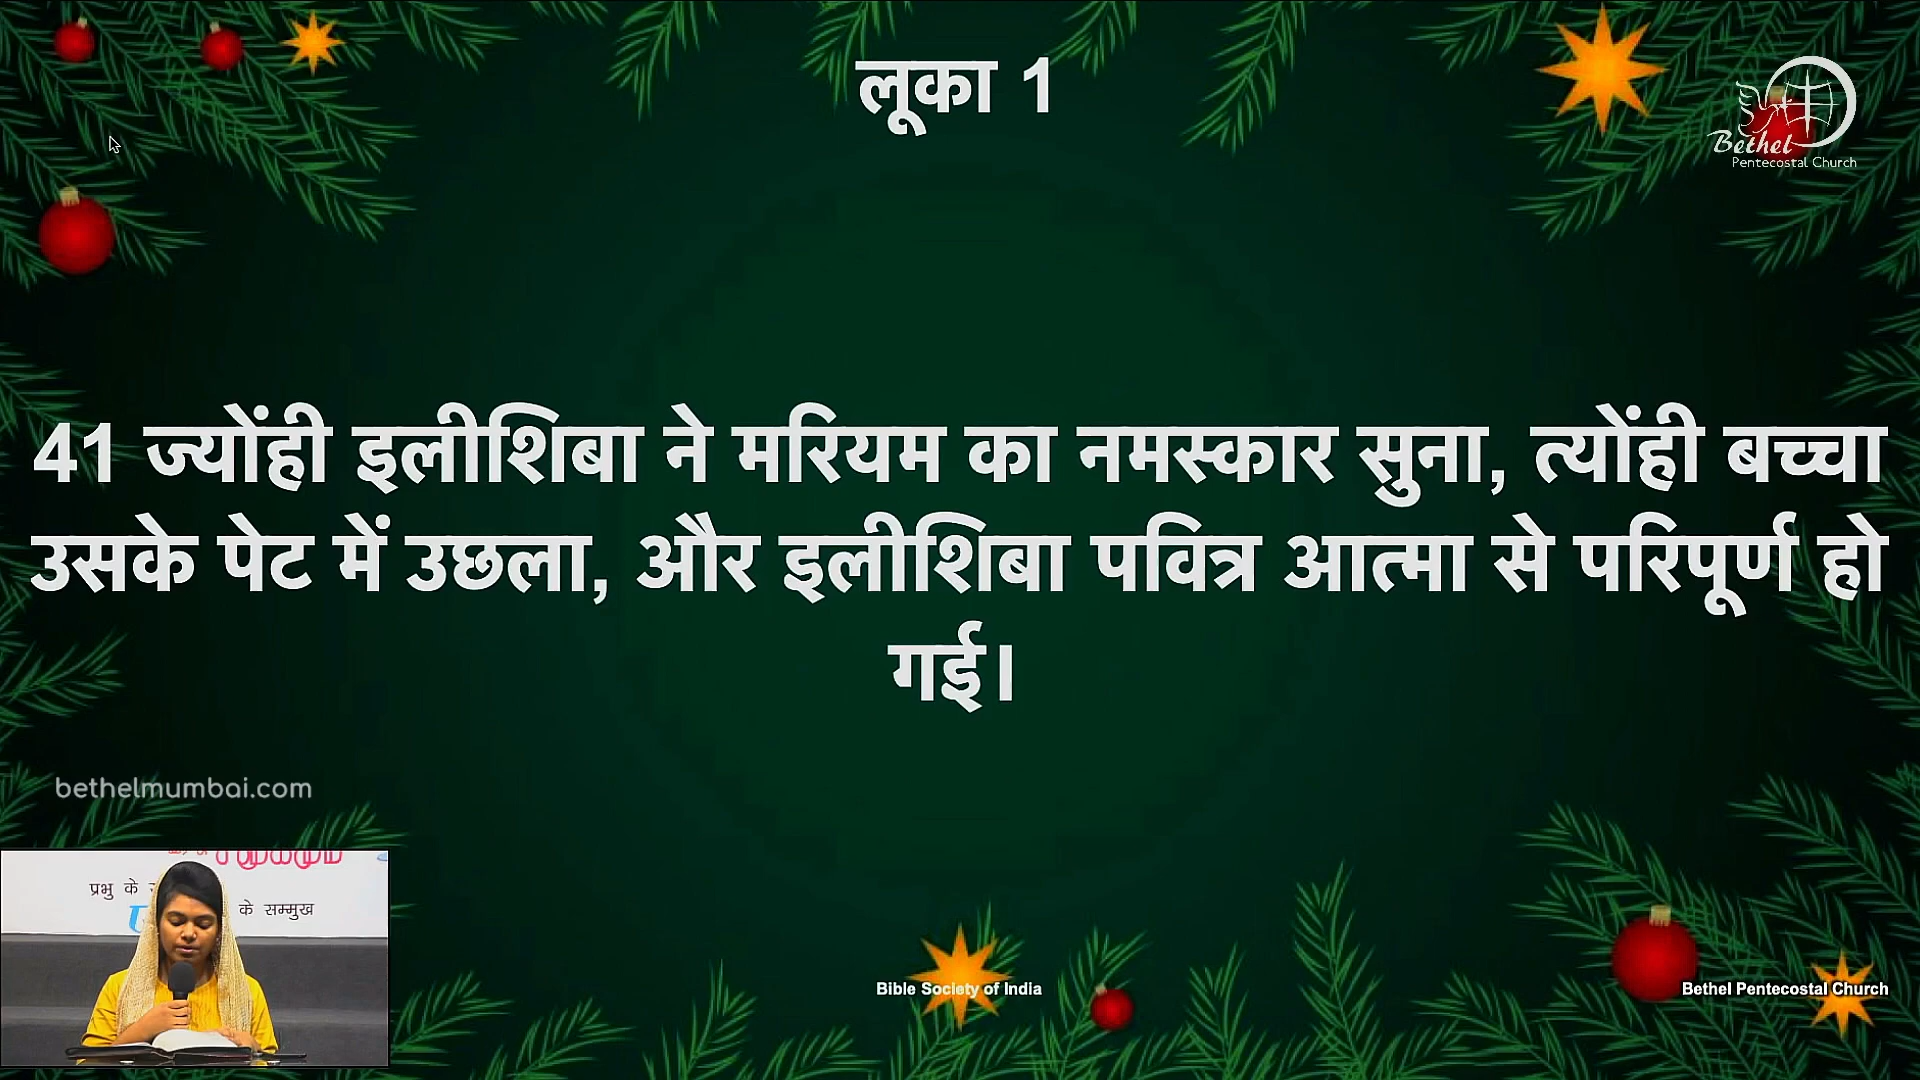 लूका 1
Bethel
Pentecostal Church
41 ज्योंही इलीशिबा ने मरियम का नमस्कार सुना, त्योंही बच्चा
उसके पेट में उछला, और इलीशिबा पवित्र आत्मा से परिपूर्ण हो
गई।
bethelmumbai.com
प्रभु के
के सम्मुख
Bible Society of India
Bethel Pentecostal Church